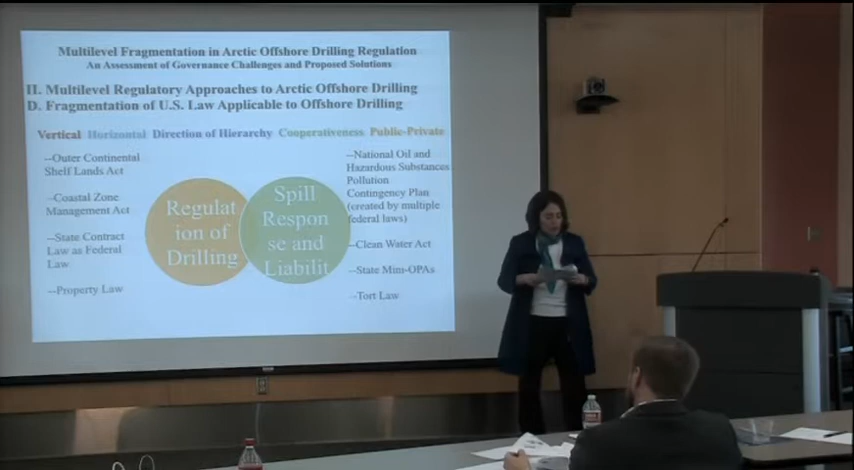 Multilevel Fragmentation in Arctic Offshore Drilling Regulation
An Assessment of Governance Challenges and Proposed Solutions
II. Multilevel Regulatory Approaches to Arctic Offshore Drilling
D. Fragmentation of U.S. Law Applicable to Offshore Drilling
Vertical Horizontal Direction of Hierarchy Cooperativeness Public-Private
--Outer Continental
Shelf Lands Act
--Coastal Zone
Management Act
--State Contract
Law as Federal
Law
--Property Law
Regulat
ion of
Drilling
Spill
Respon
se and
Liabilit
--National Oil and
Hazardous Substances
Pollution
Contingency Plan
(created by multiple
federal laws)
--Clean Water Act
--State Mini-OPAs
--Tort Law